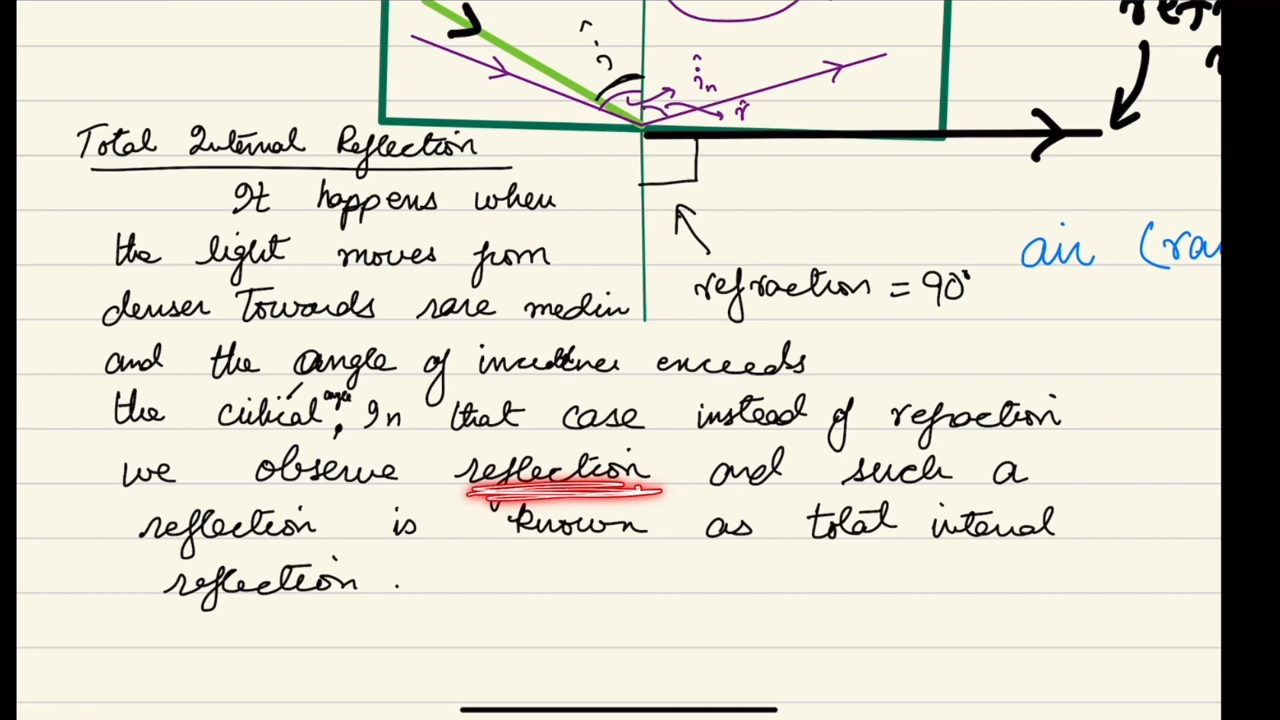 i
in
r
Total Internal Reflection
It happens when
the light moves from
air
refraction = 90°
denser Towards rare
and the angle of exceeds
the critical angle, In that case instead of refraction
we observe reflection and such a
reflection is known as total internal
reflection.